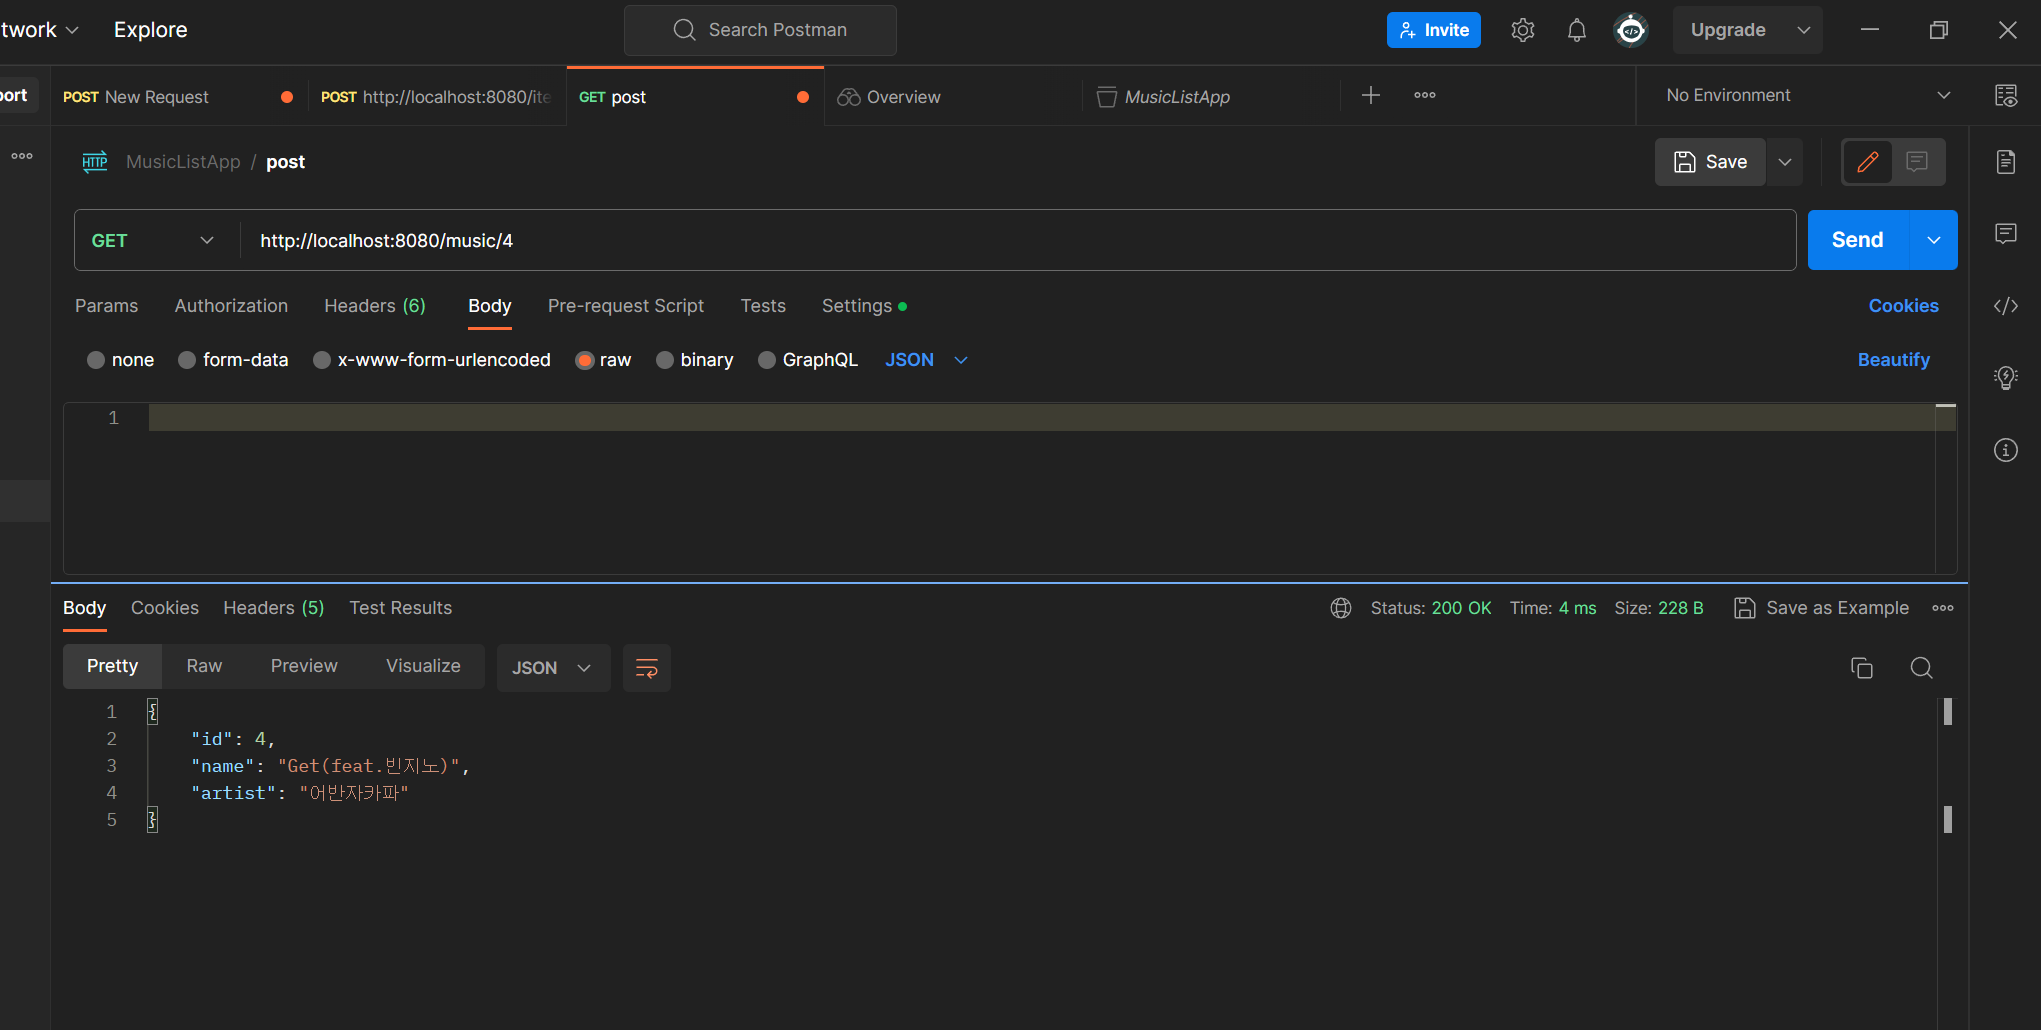 twork Explore Search Postman Invite Upgrade
port POST New Request POST http://localhost:8080/ite GET post Overview MusicListApp No Environment
HTTP MusicListApp / post Save
GET http://localhost:8080/music/4 Send
Params Authorization Headers (6) Body Pre-request Script Tests Settings Cookies
none form-data x-www-form-urlencoded raw binary GraphQL JSON Beautify
1
Body Cookies Headers (5) Test Results Status: 200 OK Time: 4 ms Size: 228 B Save as Example
Pretty Raw Preview Visualize JSON
1 {
2 "id": 4,
3 "name": "Get(feat.빈지노)",
4 "artist": "어반자카파"
5 }